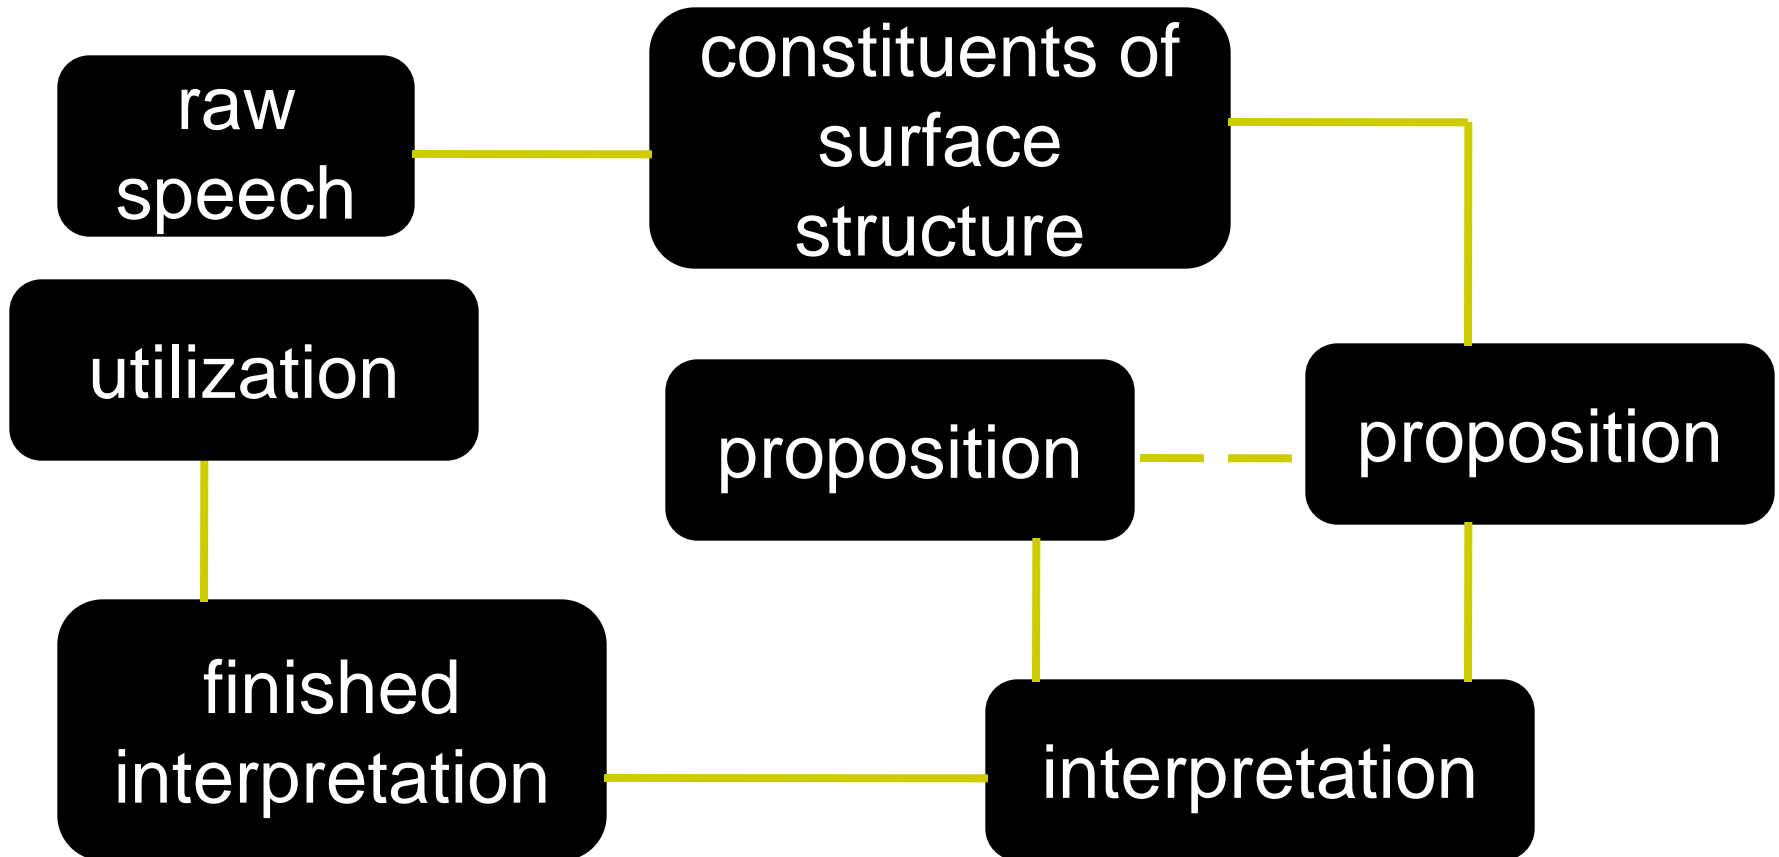 raw
speech
constituents of
surface
structure
utilization
proposition
proposition
finished
interpretation
interpretation